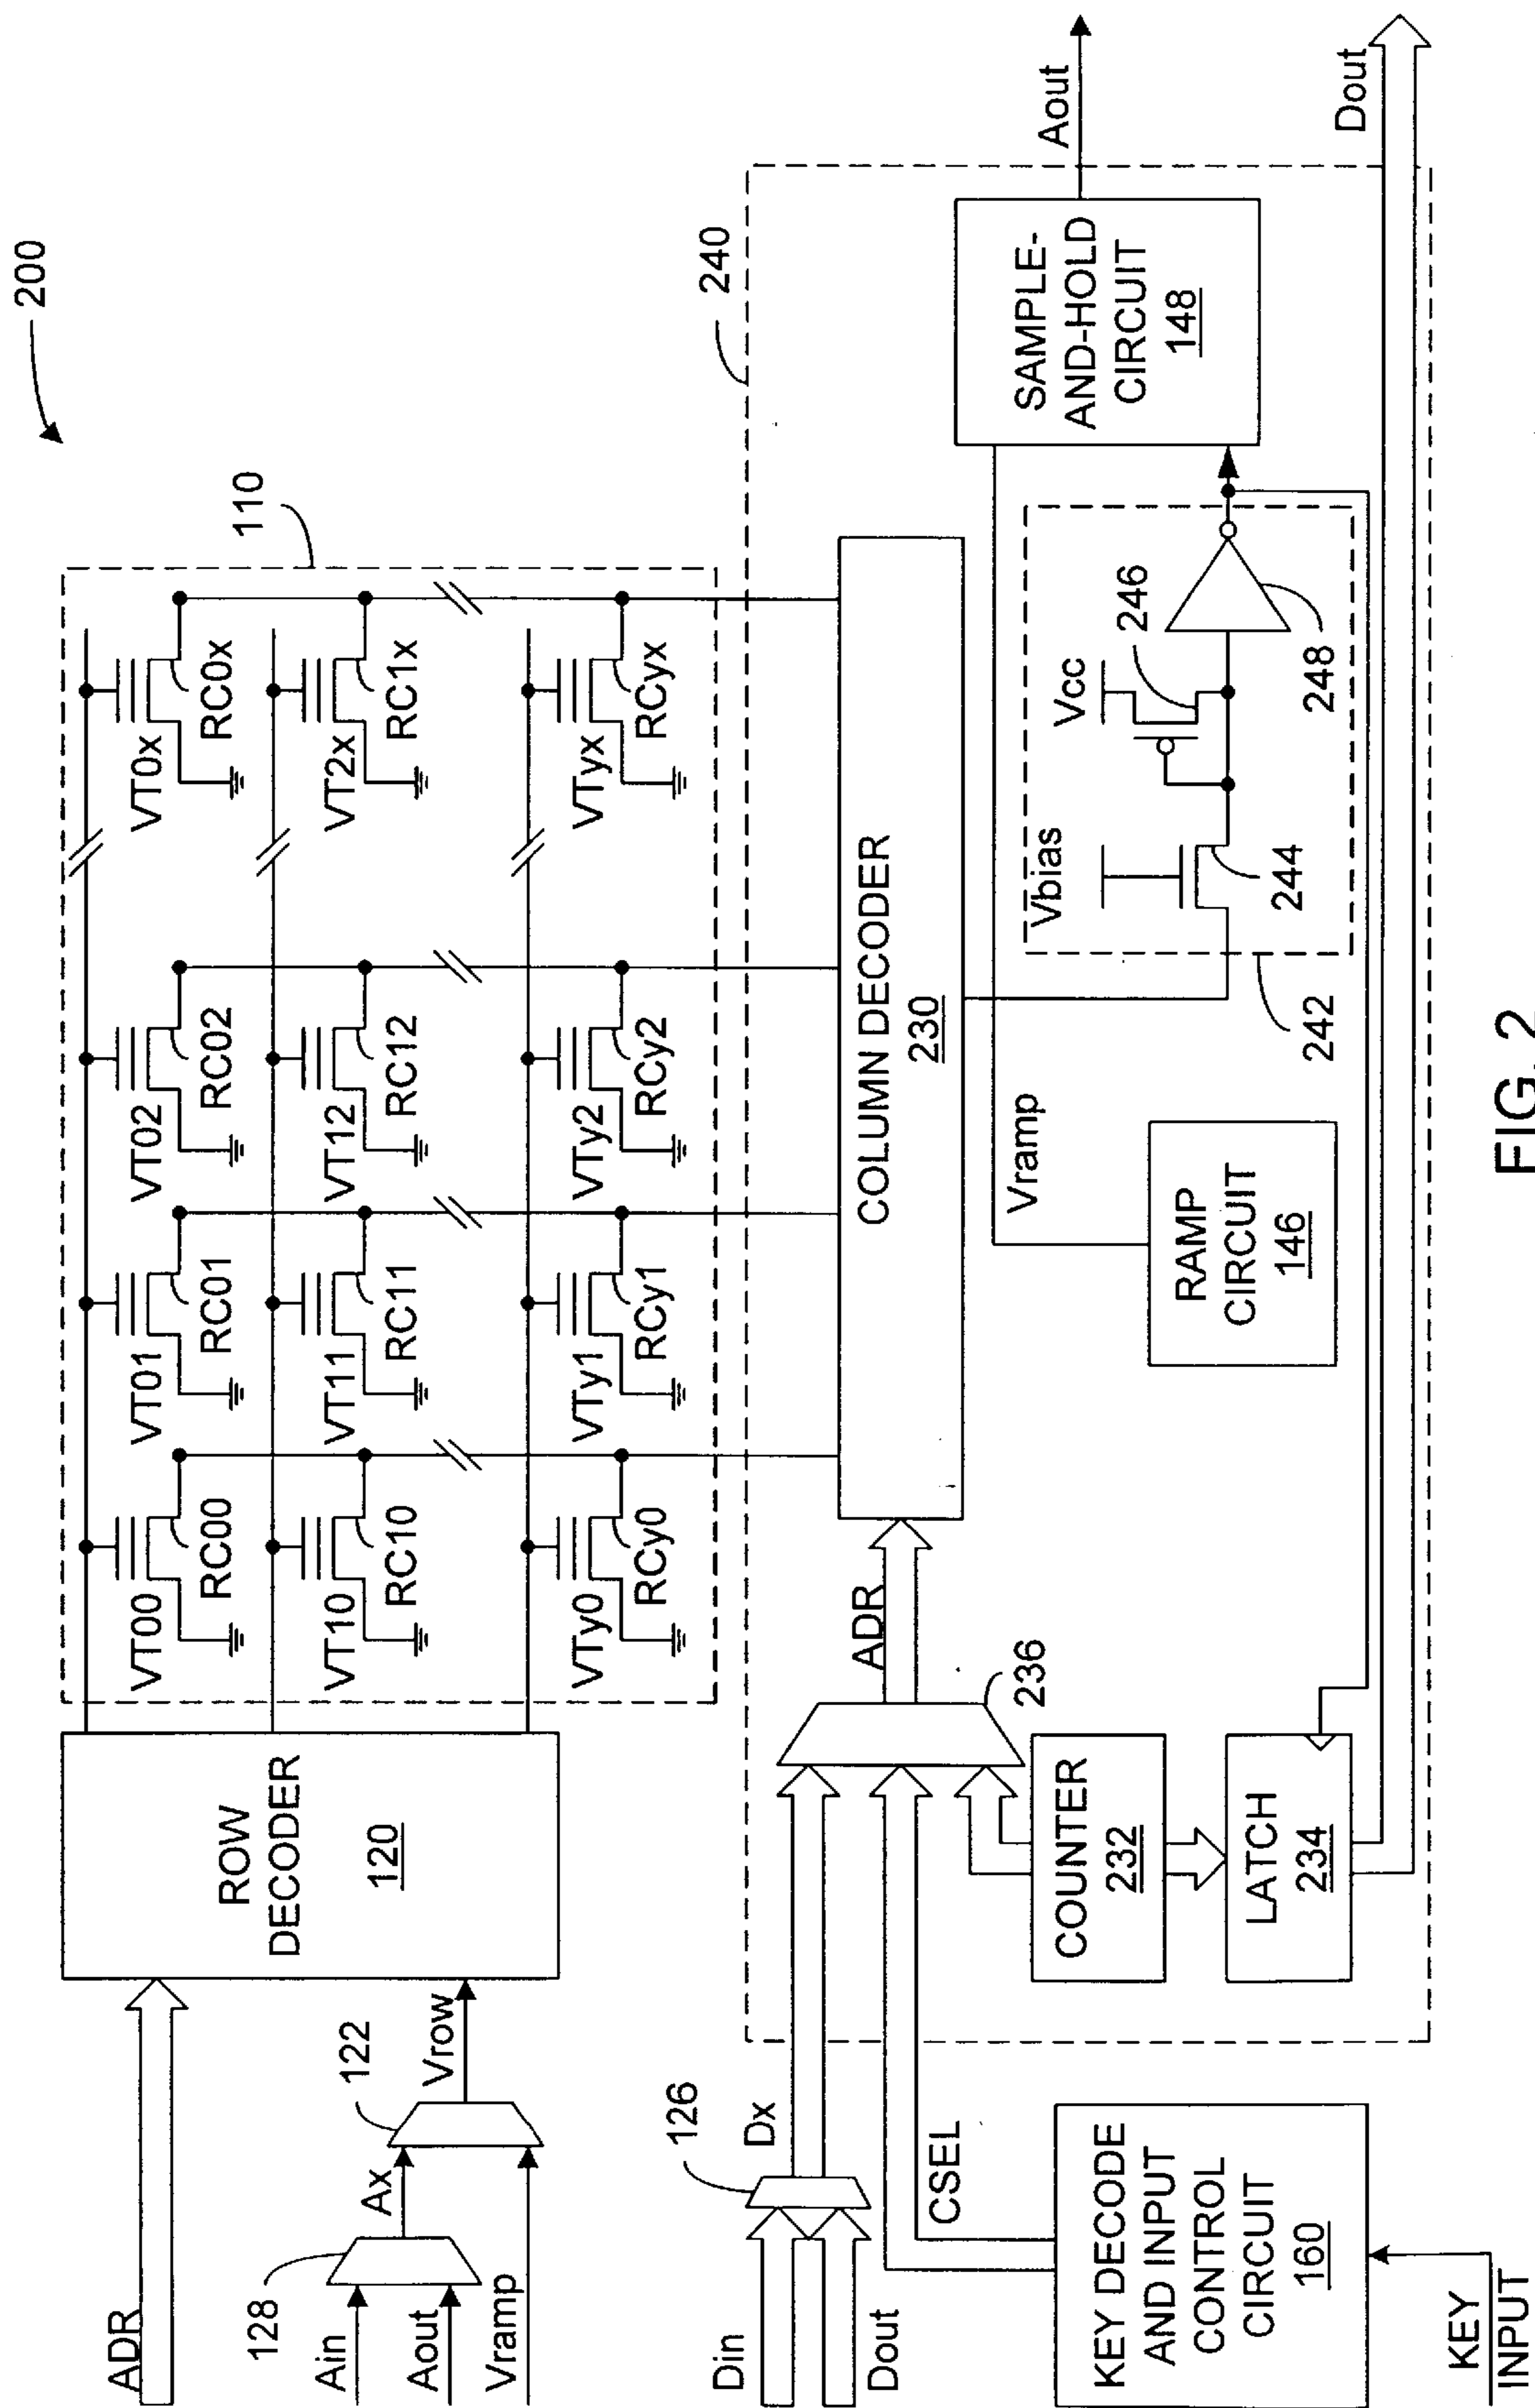 200
110
VT00
RC00
VT01
RC01
VT02
RC02
VT0x
RC0x
VT10
RC10
VT11
RC11
VT12
RC12
VT2x
RC1x
VTy0
RCy0
VTy1
RCy1
VTy2
RCy2
VTyx
RCyx
ROW
DECODER
120
ADR
128
Ain
Aout
Vramp
Ax
122
Vrow
240
COLUMN DECODER
230
ADR
236
126
Din
Dout
Dx
CSEL
KEY DECODE
AND INPUT
CONTROL
CIRCUIT
160
KEY
INPUT
COUNTER
232
LATCH
234
RAMP
CIRCUIT
146
Vramp
242
Vbias
244
Vcc
246
248
SAMPLE-
AND-HOLD
CIRCUIT
148
Aout
Dout
FIG. 2